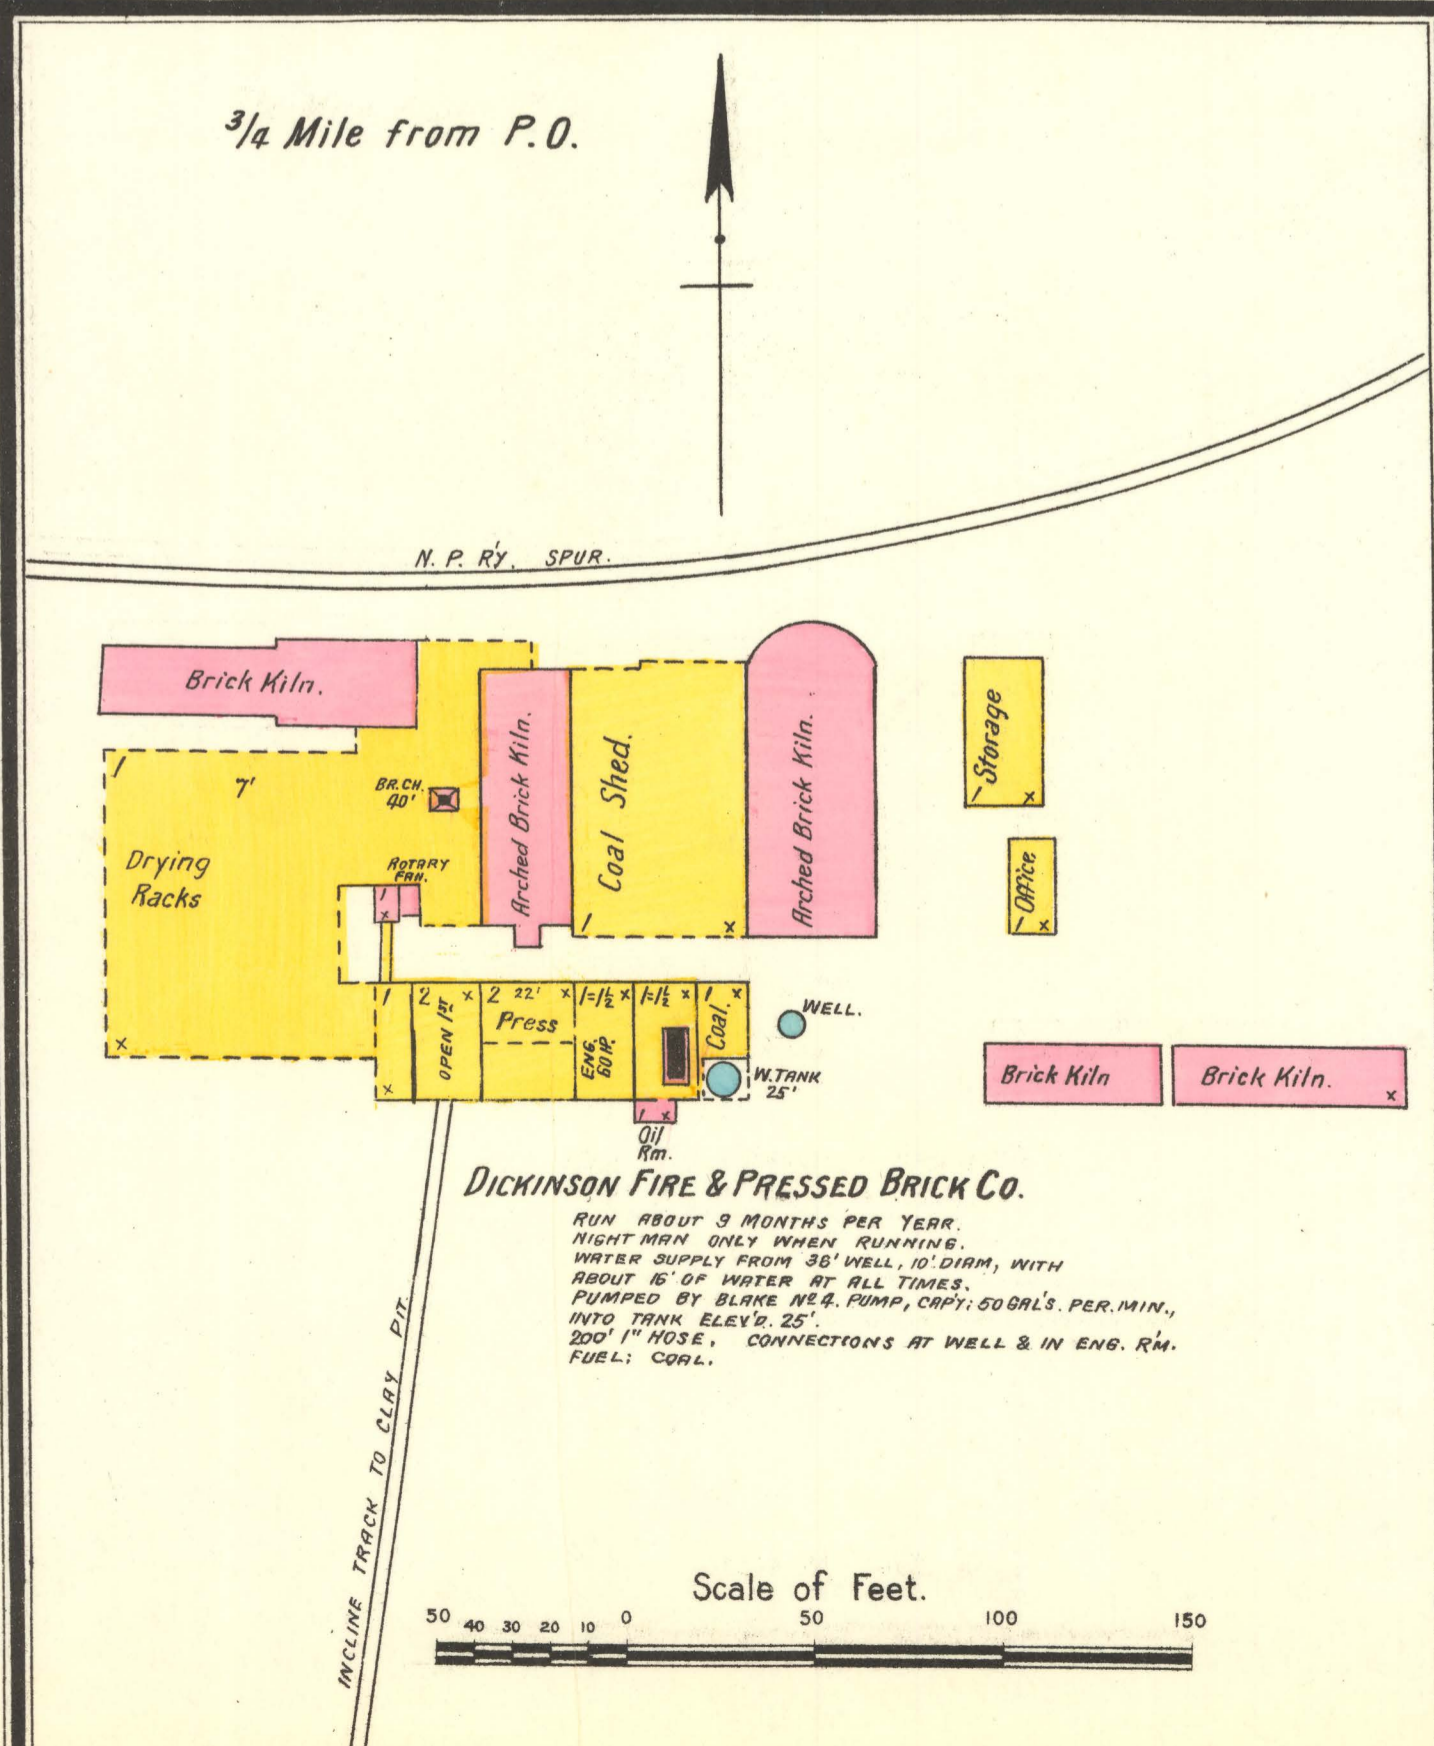 3/4 Mile from P.O.
N. P. R'Y. SPUR.
Brick Kiln.
1
7'
BR. CH.
40'
Drying
Racks
ROTARY
FAN.
1
x
x
Arched Brick Kiln.
Coal Shed.
1
x
Arched Brick Kiln.
1 Storage
x
1 Office.
x
1
x
2
x
OPEN 1ST
2 22' x
Press
1=1½ x
ENG.
60 HP.
1=1½ x
1 x
Coal.
WELL.
W. TANK
25'
1 x
Oil
Rm.
Brick Kiln
Brick Kiln.
x
DICKINSON FIRE & PRESSED BRICK CO.
RUN ABOUT 9 MONTHS PER YEAR.
NIGHT MAN ONLY WHEN RUNNING.
WATER SUPPLY FROM 36' WELL, 10' DIAM, WITH
ABOUT 16' OF WATER AT ALL TIMES.
PUMPED BY BLAKE No 4. PUMP, CAP'Y: 50 GAL'S. PER. MIN.,
INTO TANK ELEV'D. 25'.
200' 1" HOSE, CONNECTIONS AT WELL & IN ENG. R'M.
FUEL: COAL.
INCLINE TRACK TO CLAY PIT.
Scale of Feet.
50 40 30 20 10 0 50 100 150